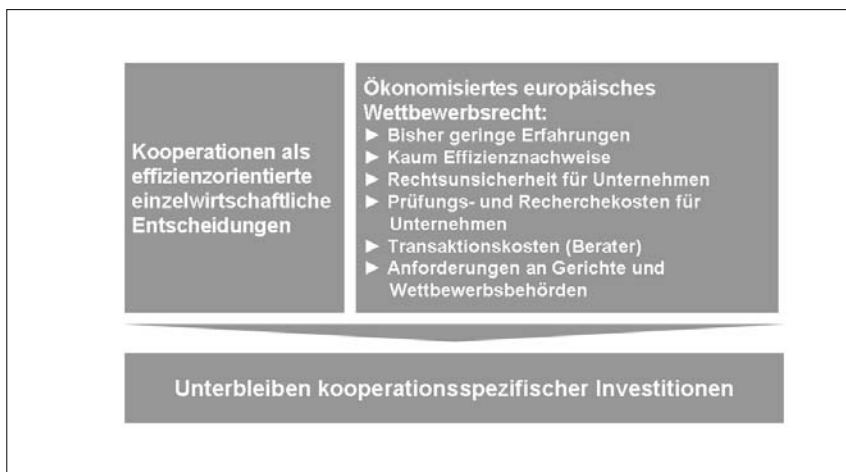 Kooperationen als
effizienzorientierte
einzelwirtschaftliche
Entscheidungen
Ökonomisiertes europäisches
Wettbewerbsrecht:
► Bisher geringe Erfahrungen
► Kaum Effizienznachweise
► Rechtsunsicherheit für Unternehmen
► Prüfungs- und Recherchekosten für
Unternehmen
► Transaktionskosten (Berater)
► Anforderungen an Gerichte und
Wettbewerbsbehörden
Unterbleiben kooperationsspezifischer Investitionen